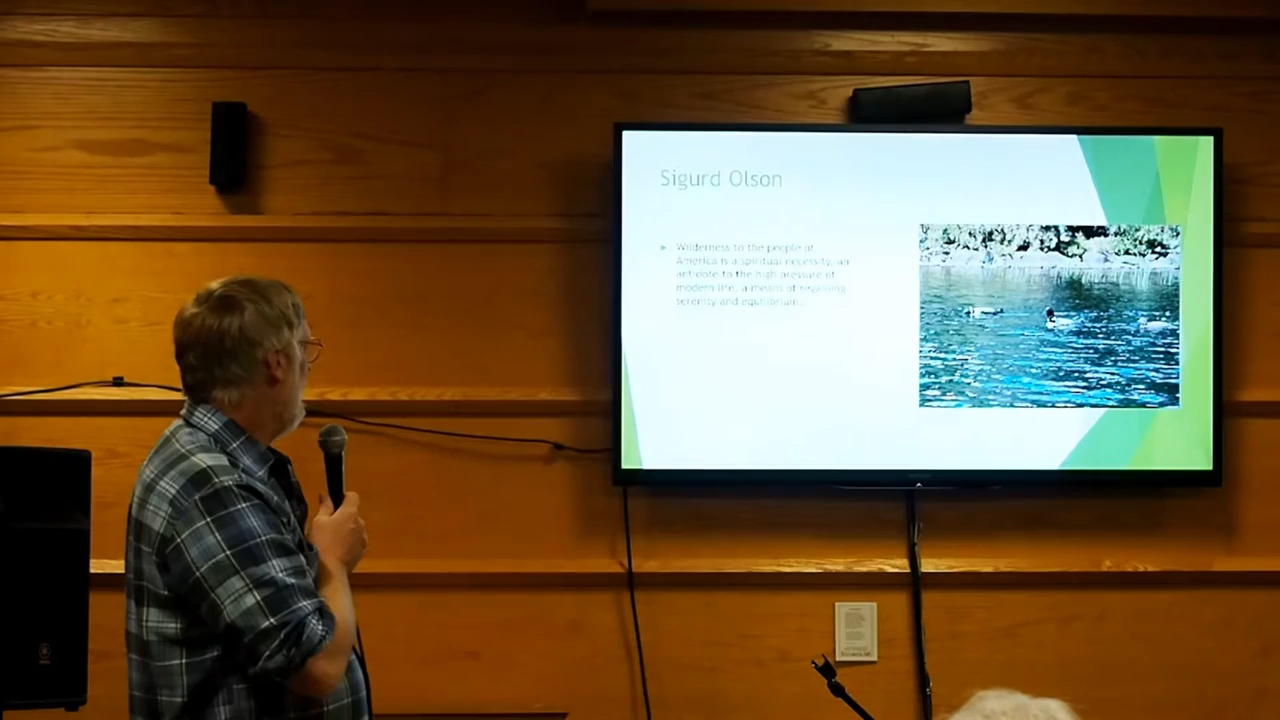 Sigurd Olson
Wilderness to the people of
America is a spiritual necessity, an
antidote to the high pressure of
modern life, a means of regaining
serenity and equilibrium.